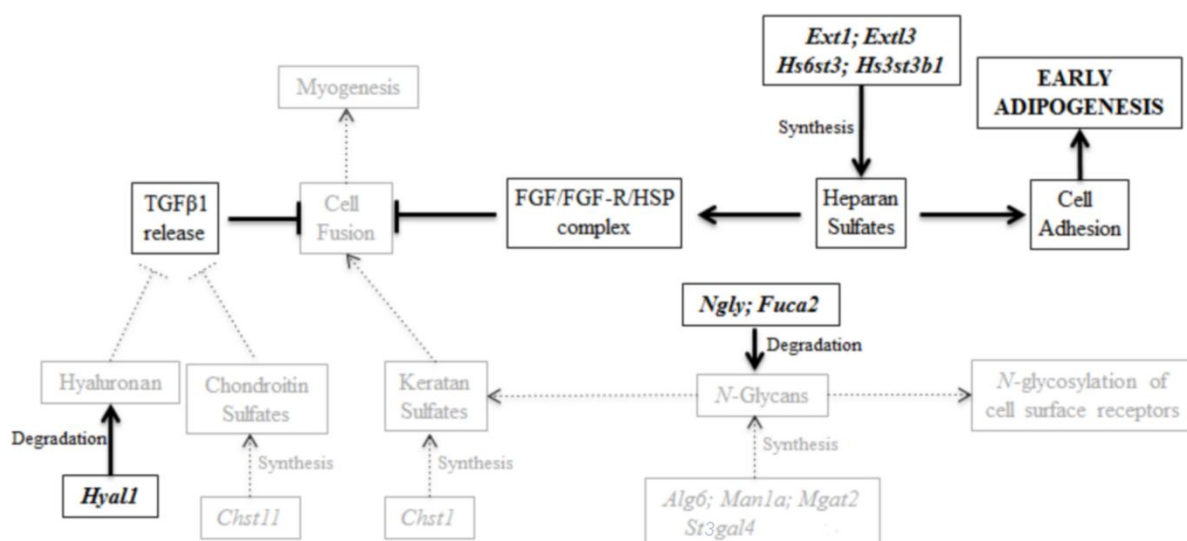 Ext1; Extl3
Hs6st3; Hs3st3b1
EARLY
ADIPOGENESIS
Myogenesis
Synthesis
TGFβ1
release
Cell
Fusion
FGF/FGF-R/HSP
complex
Heparan
Sulfates
Cell
Adhesion
Ngly; Fuca2
Degradation
Hyaluronan
Chondroitin
Sulfates
Keratan
Sulfates
N-Glycans
N-glycosylation of
cell surface receptors
Degradation
Synthesis
Synthesis
Synthesis
Hyal1
Chst11
Chst1
Alg6; Man1a; Mgat2
St3gal4